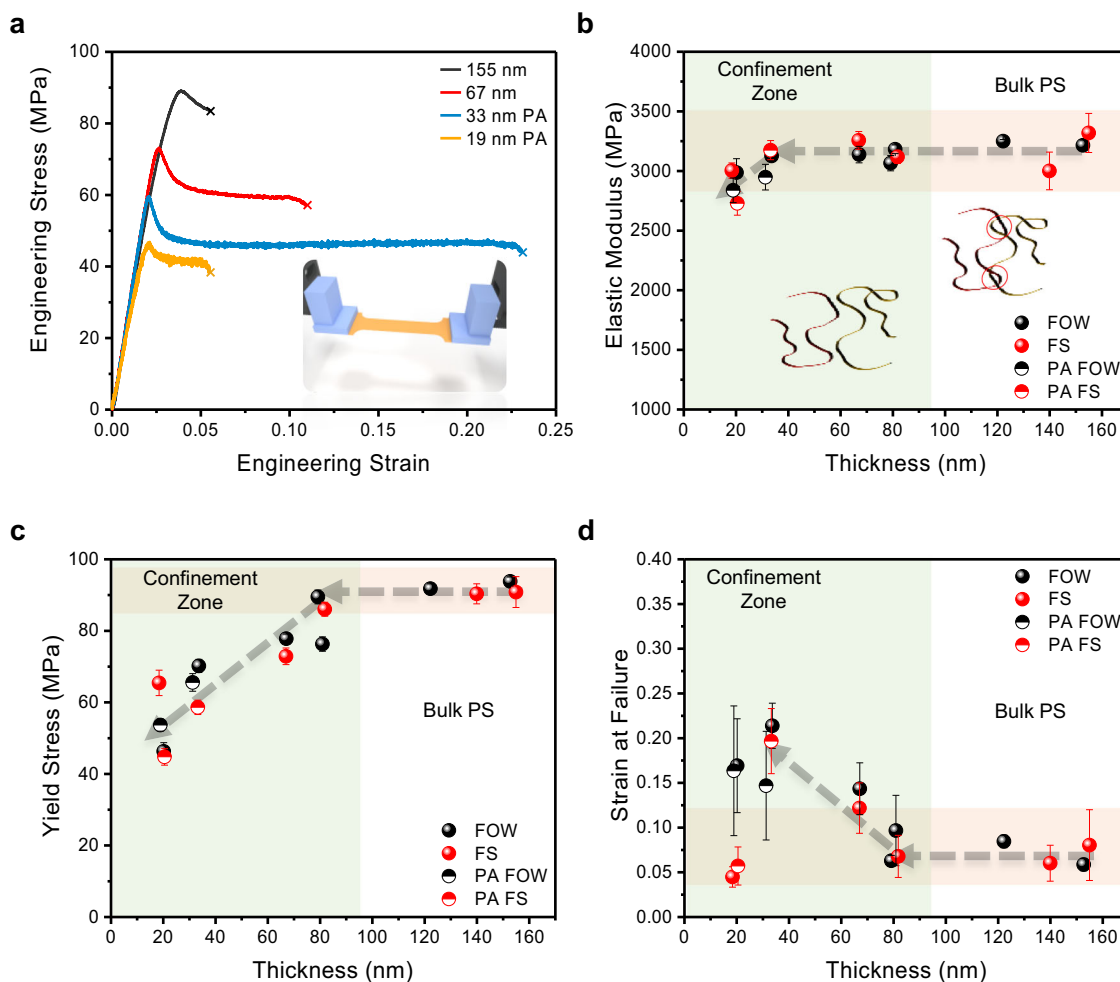 a
Engineering Stress (MPa)
100
80
60
40
20
0
0.00 0.05 0.10 0.15 0.20 0.25
Engineering Strain
155 nm
67 nm
33 nm PA
19 nm PA
b
Elastic Modulus (MPa)
4000
3500
3000
2500
2000
1500
1000
0 20 40 60 80 100 120 140 160
Thickness (nm)
Confinement
Zone
Bulk PS
FOW
FS
PA FOW
PA FS
c
Yield Stress (MPa)
100
80
60
40
20
0
0 20 40 60 80 100 120 140 160
Thickness (nm)
Confinement
Zone
Bulk PS
FOW
FS
PA FOW
PA FS
d
Strain at Failure
0.40
0.35
0.30
0.25
0.20
0.15
0.10
0.05
0.00
0 20 40 60 80 100 120 140 160
Thickness (nm)
Confinement
Zone
Bulk PS
FOW
FS
PA FOW
PA FS